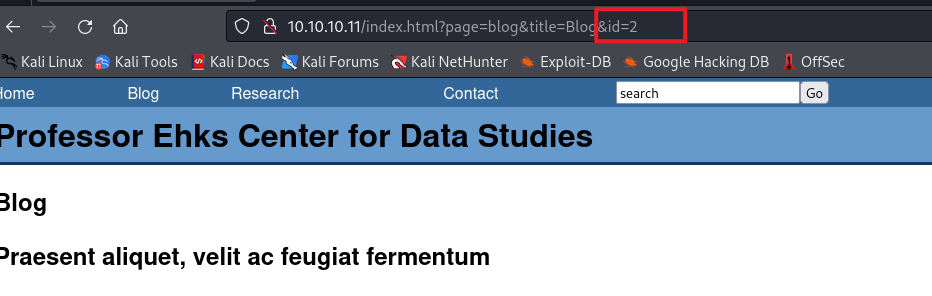 10.10.10.11/index.html?page=blog&title=Blog&id=2
Kali Linux Kali Tools Kali Docs Kali Forums Kali NetHunter Exploit-DB Google Hacking DB OffSec
Home Blog Research Contact search Go
Professor Ehks Center for Data Studies
Blog
Praesent aliquet, velit ac feugiat fermentum